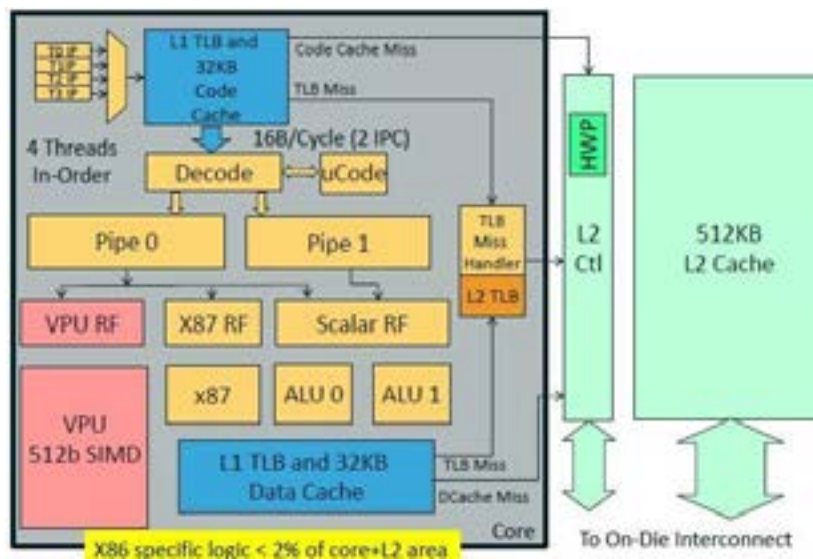 T0 IP
T1 IP
T2 IP
T3 IP
L1 TLB and
32KB
Code
Cache
Code Cache Miss
TLB Miss
16B/Cycle (2 IPC)
4 Threads
In-Order
Decode
uCode
Pipe 0
Pipe 1
TLB
Miss
Handler
L2 TLB
HWP
L2
Ctl
512KB
L2 Cache
VPU RF
X87 RF
Scalar RF
VPU
512b SIMD
x87
ALU 0
ALU 1
L1 TLB and 32KB
Data Cache
TLB Miss
DCache Miss
Core
To On-Die Interconnect
X86 specific logic < 2% of core+L2 area